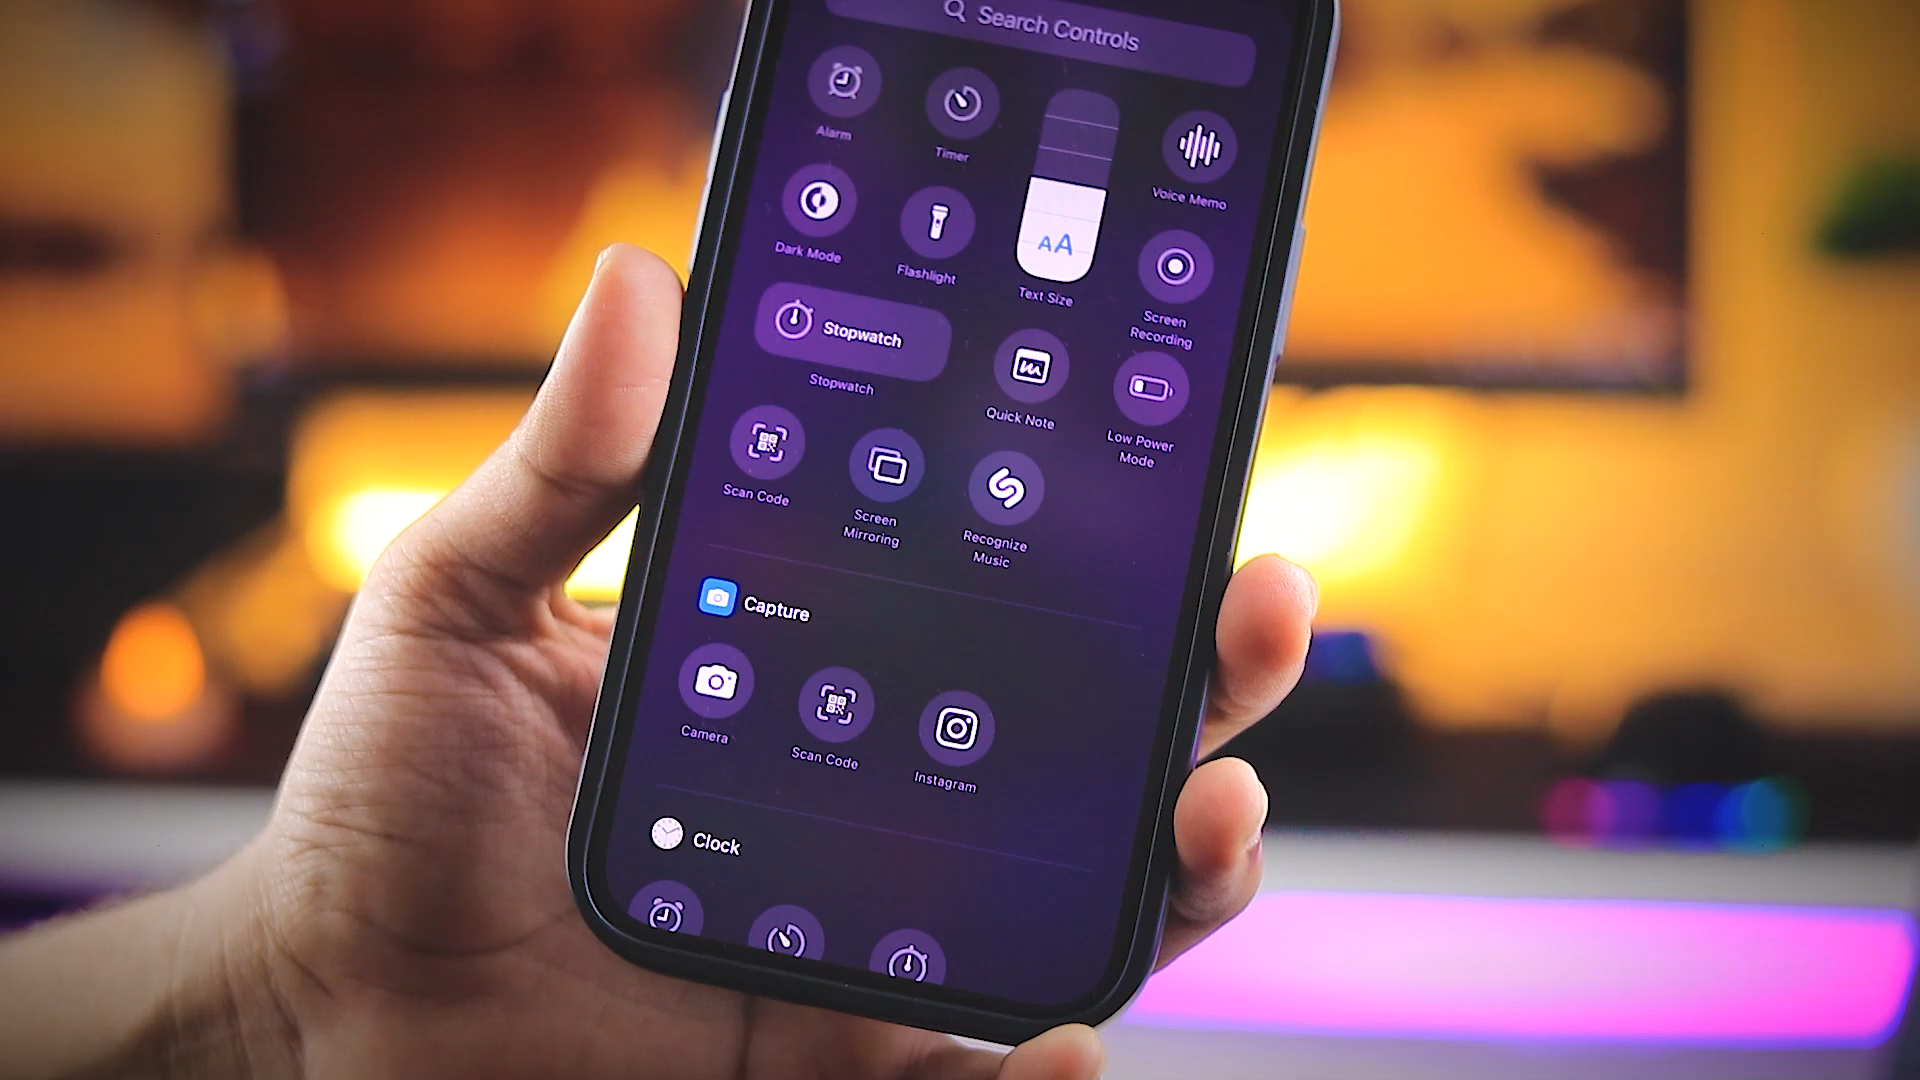 Search Controls
Alarm
Timer
Voice Memo
Dark Mode
Flashlight
AA
Text Size
Screen
Recording
Stopwatch
Stopwatch
Quick Note
Low Power
Mode
Scan Code
Screen
Mirroring
Recognize
Music
Capture
Camera
Scan Code
Instagram
Clock